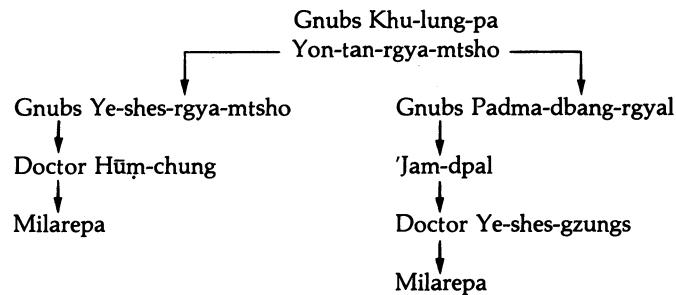 Gnubs Khu-lung-pa
Yon-tan-rgya-mtsho
Gnubs Ye-shes-rgya-mtsho
Gnubs Padma-dbang-rgyal
Doctor Hūṃ-chung
'Jam-dpal
Milarepa
Doctor Ye-shes-gzungs
Milarepa